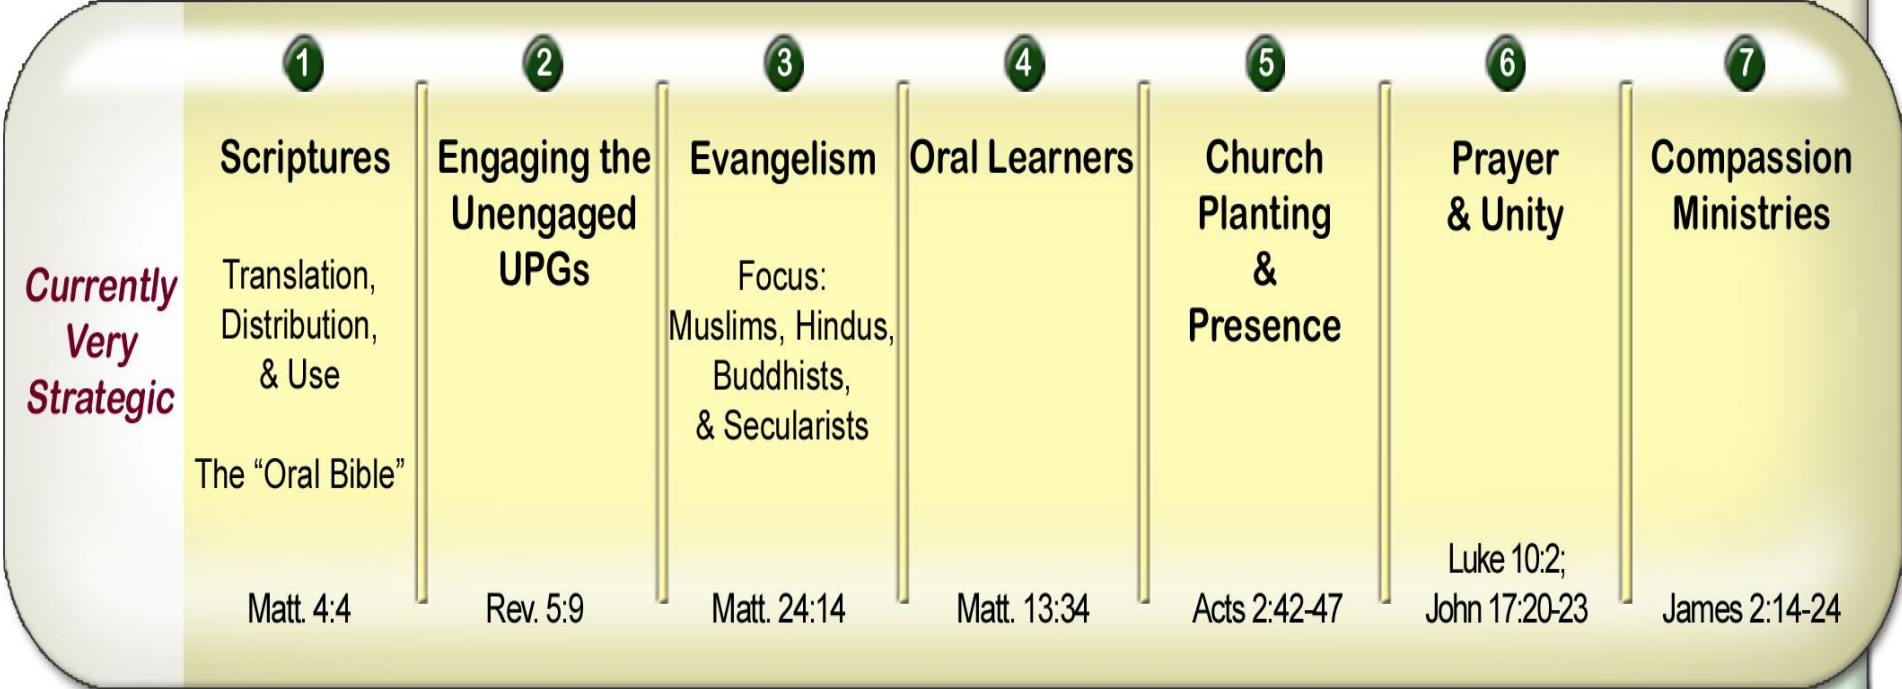 Currently
Very
Strategic
1
Scriptures
Translation,
Distribution,
& Use
The “Oral Bible”
Matt. 4:4
2
Engaging the
Unengaged
UPGs
Rev. 5:9
3
Evangelism
Focus:
Muslims, Hindus,
Buddhists,
& Secularists
Matt. 24:14
4
Oral Learners
Matt. 13:34
5
Church
Planting
&
Presence
Acts 2:42-47
6
Prayer
& Unity
Luke 10:2;
John 17:20-23
7
Compassion
Ministries
James 2:14-24